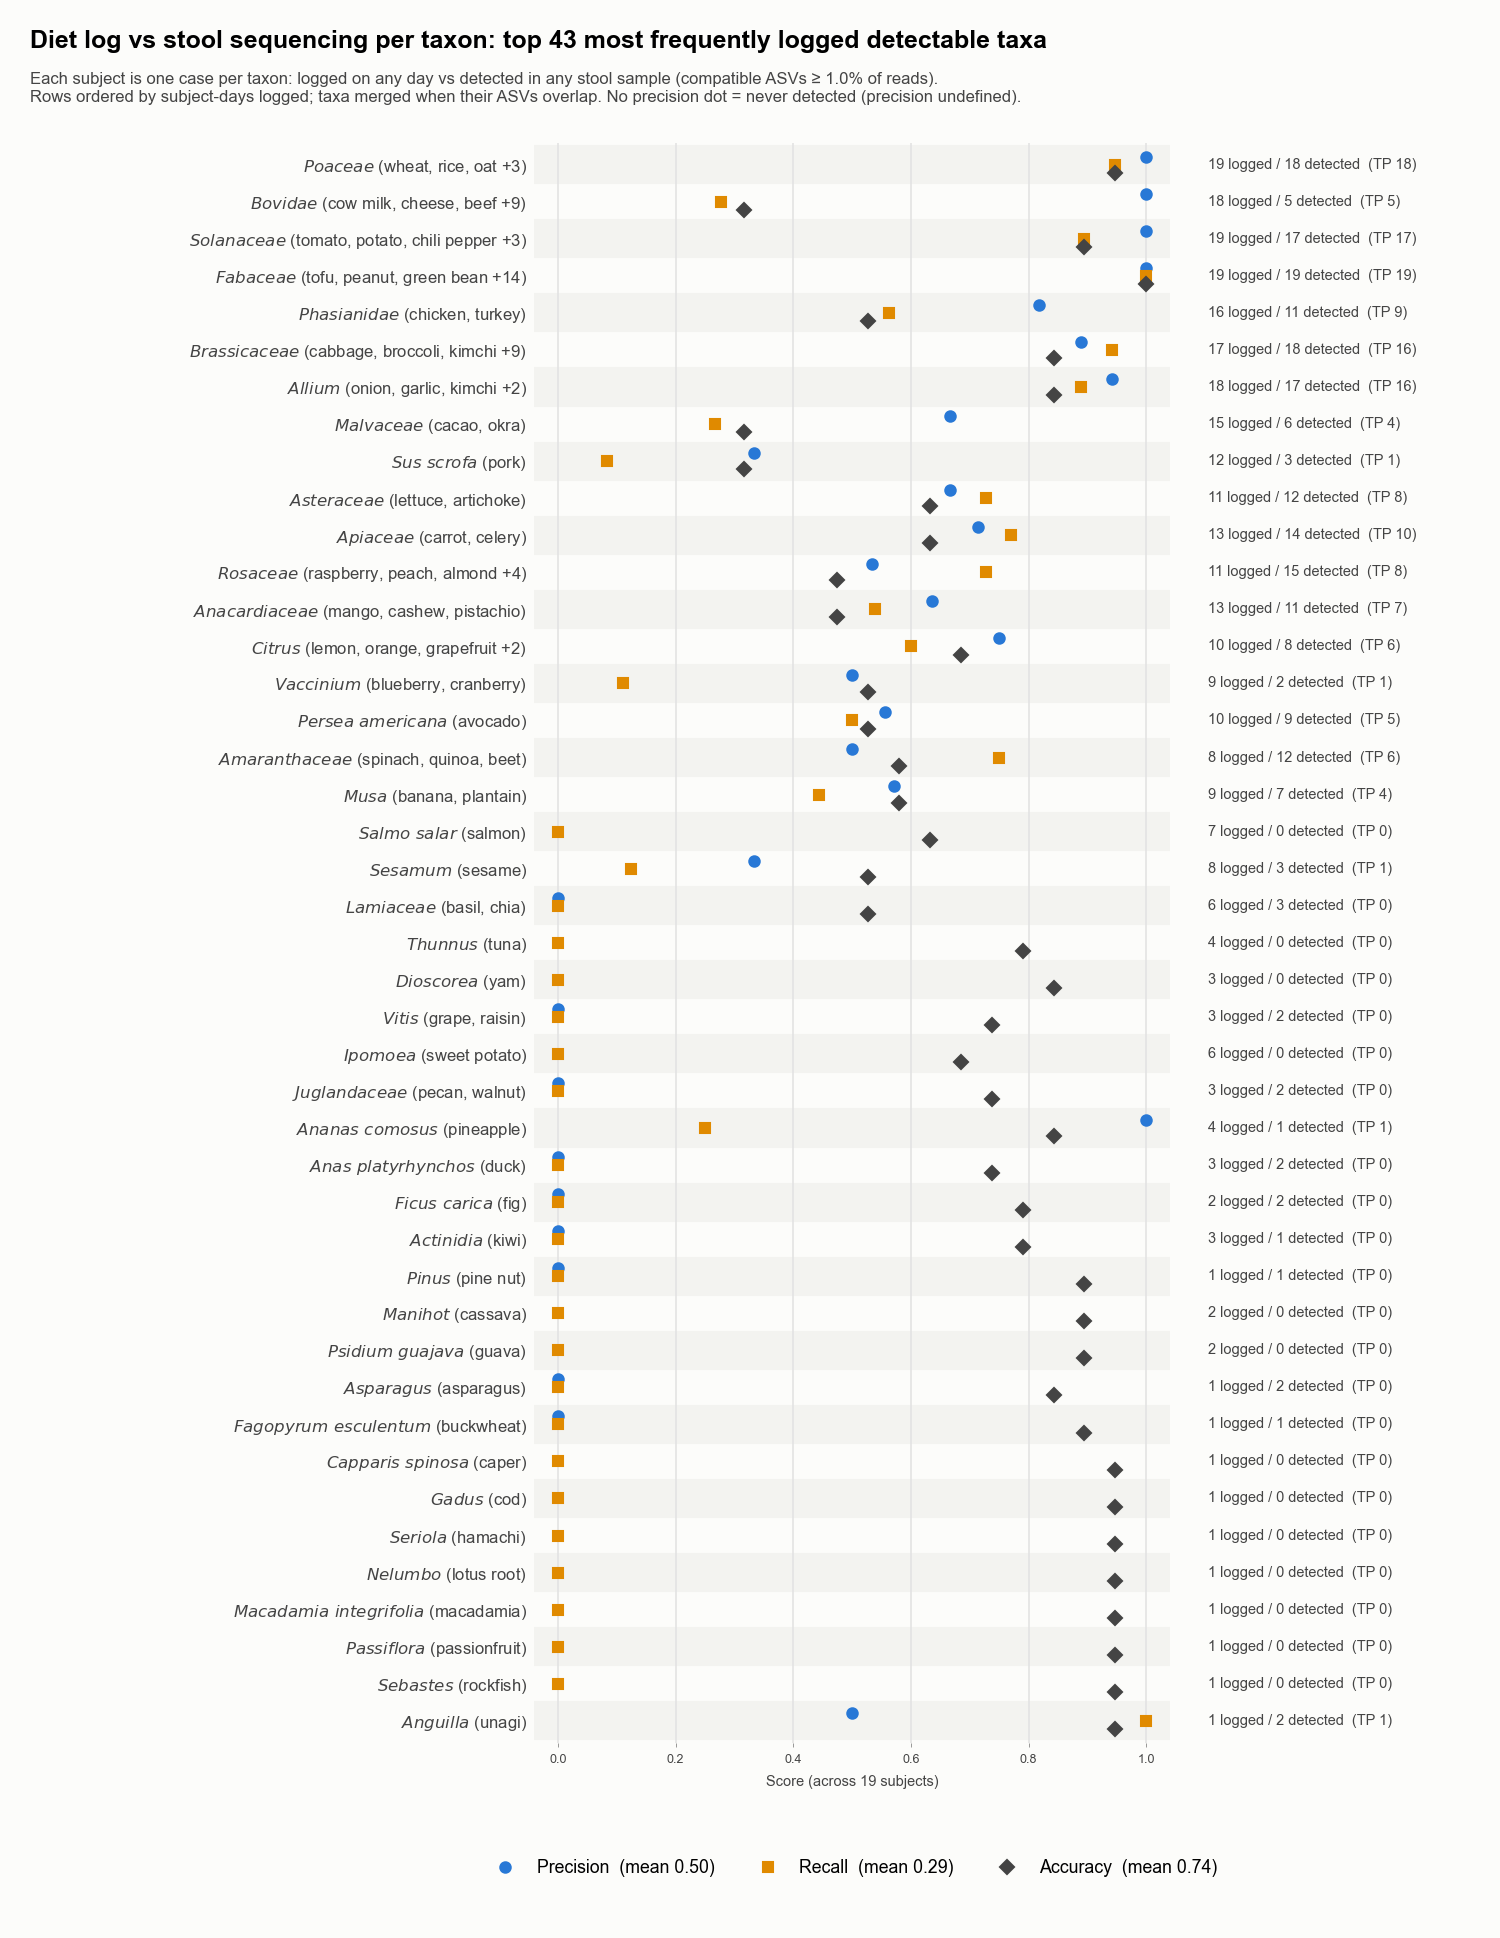 Diet log vs stool sequencing per taxon: top 43 most frequently logged detectable taxa
Each subject is one case per taxon: logged on any day vs detected in any stool sample (compatible ASVs ≥ 1.0% of reads).
Rows ordered by subject-days logged; taxa merged when their ASVs overlap. No precision dot = never detected (precision undefined).
Poaceae (wheat, rice, oat +3) 19 logged / 18 detected (TP 18)
Bovidae (cow milk, cheese, beef +9) 18 logged / 5 detected (TP 5)
Solanaceae (tomato, potato, chili pepper +3) 19 logged / 17 detected (TP 17)
Fabaceae (tofu, peanut, green bean +14) 19 logged / 19 detected (TP 19)
Phasianidae (chicken, turkey) 16 logged / 11 detected (TP 9)
Brassicaceae (cabbage, broccoli, kimchi +9) 17 logged / 18 detected (TP 16)
Allium (onion, garlic, kimchi +2) 18 logged / 17 detected (TP 16)
Malvaceae (cacao, okra) 15 logged / 6 detected (TP 4)
Sus scrofa (pork) 12 logged / 3 detected (TP 1)
Asteraceae (lettuce, artichoke) 11 logged / 12 detected (TP 8)
Apiaceae (carrot, celery) 13 logged / 14 detected (TP 10)
Rosaceae (raspberry, peach, almond +4) 11 logged / 15 detected (TP 8)
Anacardiaceae (mango, cashew, pistachio) 13 logged / 11 detected (TP 7)
Citrus (lemon, orange, grapefruit +2) 10 logged / 8 detected (TP 6)
Vaccinium (blueberry, cranberry) 9 logged / 2 detected (TP 1)
Persea americana (avocado) 10 logged / 9 detected (TP 5)
Amaranthaceae (spinach, quinoa, beet) 8 logged / 12 detected (TP 6)
Musa (banana, plantain) 9 logged / 7 detected (TP 4)
Salmo salar (salmon) 7 logged / 0 detected (TP 0)
Sesamum (sesame) 8 logged / 3 detected (TP 1)
Lamiaceae (basil, chia) 6 logged / 3 detected (TP 0)
Thunnus (tuna) 4 logged / 0 detected (TP 0)
Dioscorea (yam) 3 logged / 0 detected (TP 0)
Vitis (grape, raisin) 3 logged / 2 detected (TP 0)
Ipomoea (sweet potato) 6 logged / 0 detected (TP 0)
Juglandaceae (pecan, walnut) 3 logged / 2 detected (TP 0)
Ananas comosus (pineapple) 4 logged / 1 detected (TP 1)
Anas platyrhynchos (duck) 3 logged / 2 detected (TP 0)
Ficus carica (fig) 2 logged / 2 detected (TP 0)
Actinidia (kiwi) 3 logged / 1 detected (TP 0)
Pinus (pine nut) 1 logged / 1 detected (TP 0)
Manihot (cassava) 2 logged / 0 detected (TP 0)
Psidium guajava (guava) 2 logged / 0 detected (TP 0)
Asparagus (asparagus) 1 logged / 2 detected (TP 0)
Fagopyrum esculentum (buckwheat) 1 logged / 1 detected (TP 0)
Capparis spinosa (caper) 1 logged / 0 detected (TP 0)
Gadus (cod) 1 logged / 0 detected (TP 0)
Seriola (hamachi) 1 logged / 0 detected (TP 0)
Nelumbo (lotus root) 1 logged / 0 detected (TP 0)
Macadamia integrifolia (macadamia) 1 logged / 0 detected (TP 0)
Passiflora (passionfruit) 1 logged / 0 detected (TP 0)
Sebastes (rockfish) 1 logged / 0 detected (TP 0)
Anguilla (unagi) 1 logged / 2 detected (TP 1)
0.0 0.2 0.4 0.6 0.8 1.0
Score (across 19 subjects)
Precision (mean 0.50) Recall (mean 0.29) Accuracy (mean 0.74)